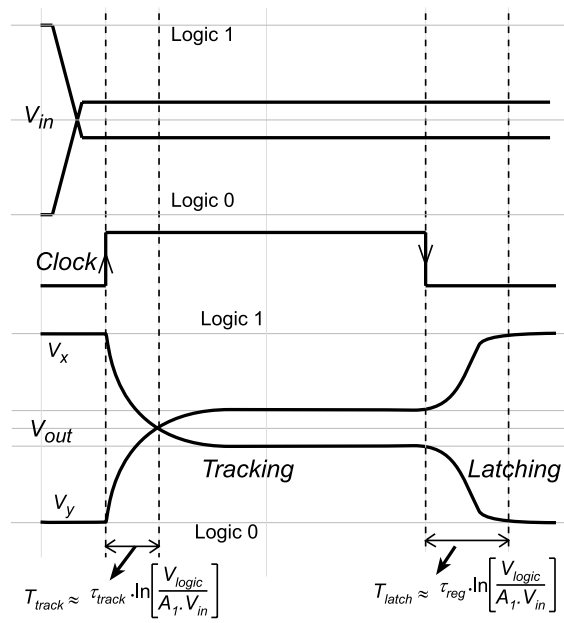 Logic 1
V_in
Logic 0
Clock
Logic 1
V_x
V_out
Tracking
Latching
V_y
Logic 0
T_track ≈ τ_track · ln[V_logic / A_1 . V_in]
T_latch ≈ τ_reg · ln[V_logic / A_1 . V_in]